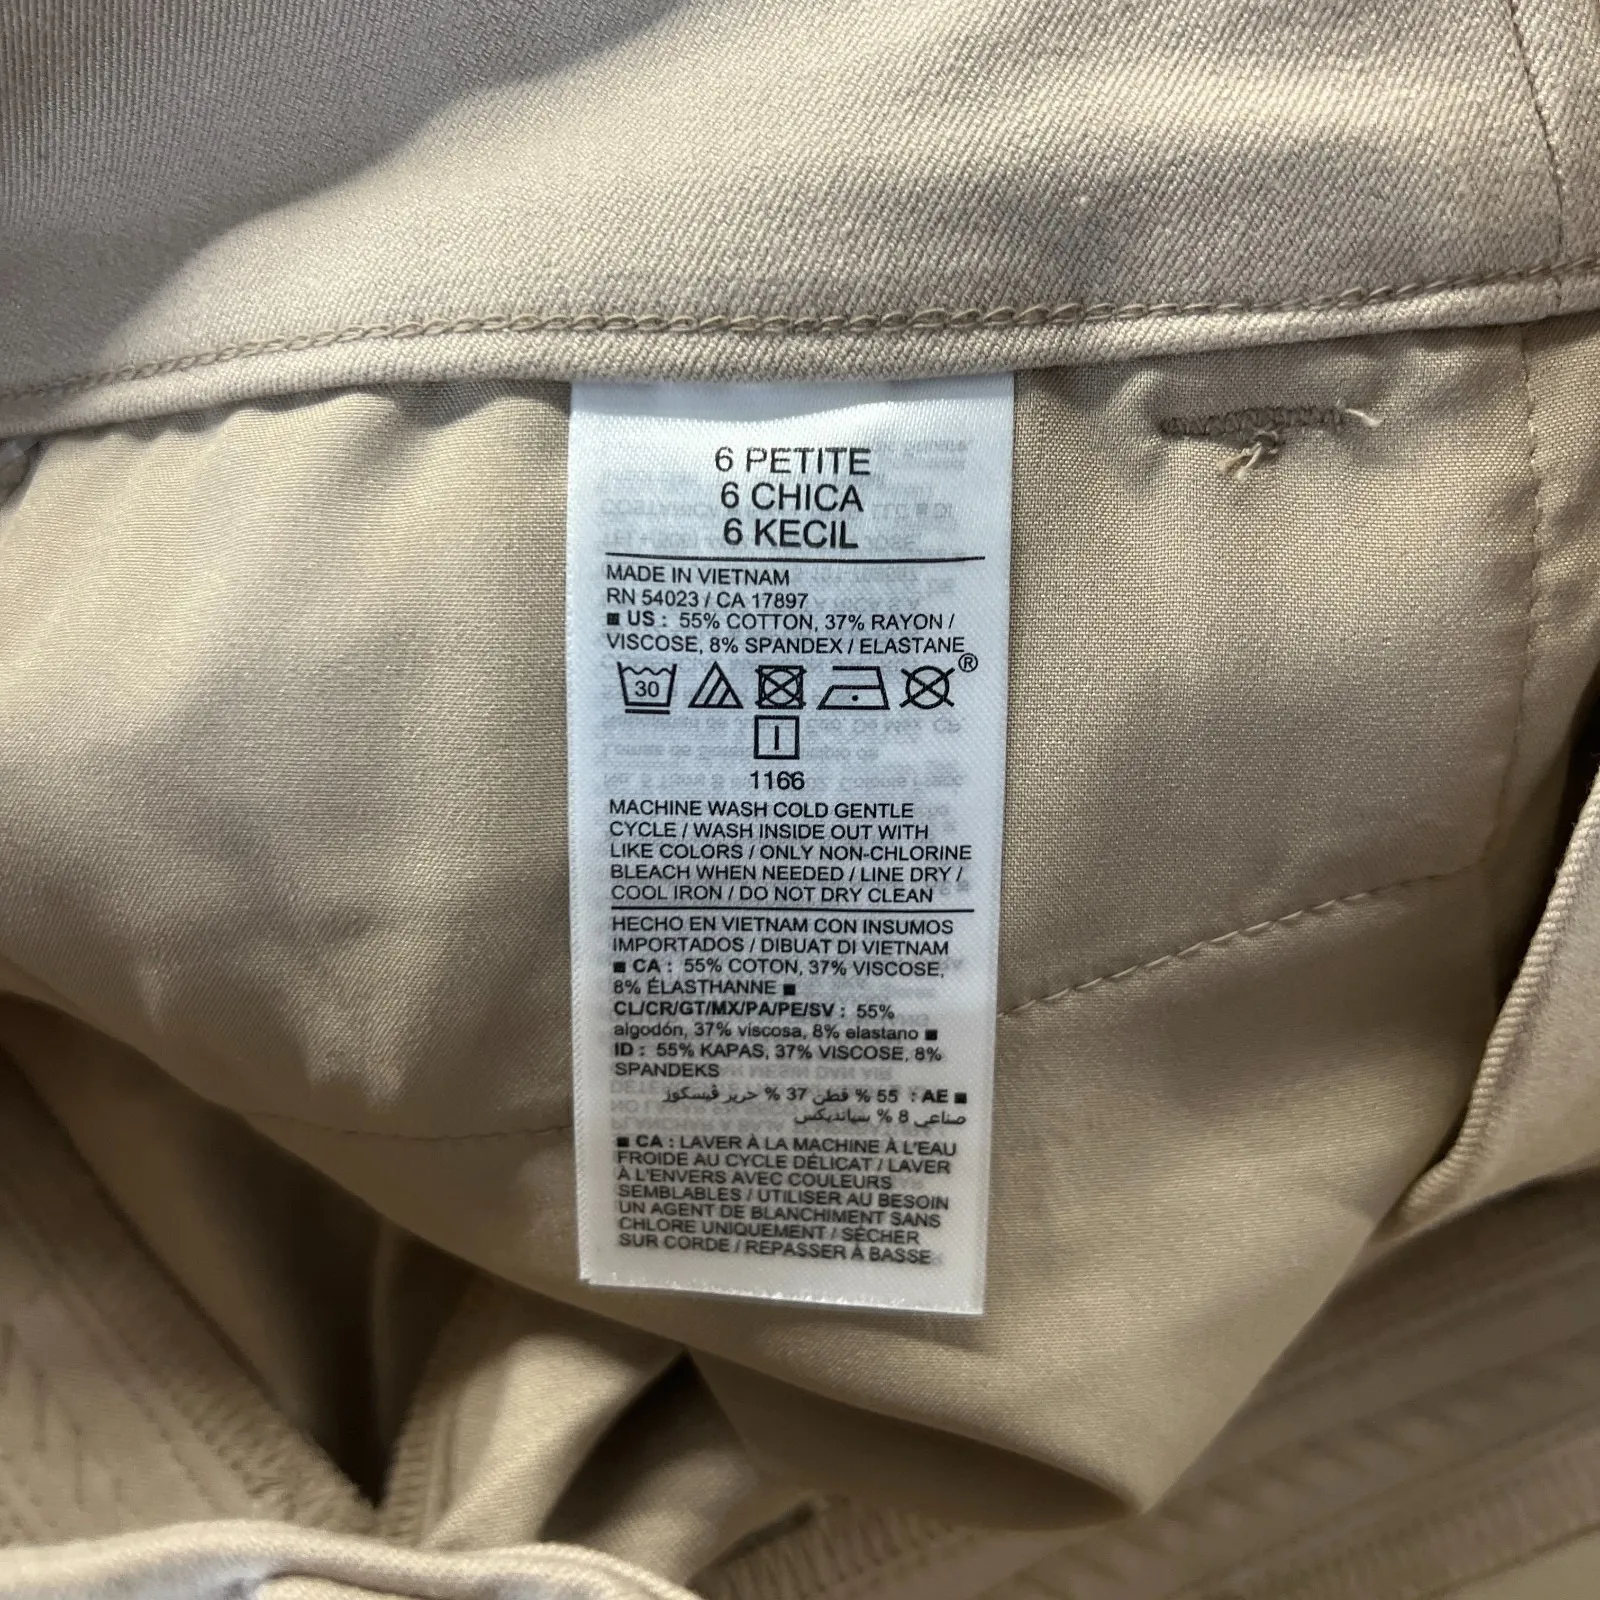 6 PETITE
6 CHICA
6 KECIL
MADE IN VIETNAM
RN 54023 / CA 17897
■ US : 55% COTTON, 37% RAYON /
VISCOSE, 8% SPANDEX / ELASTANE
30 ®
I
1166
MACHINE WASH COLD GENTLE
CYCLE / WASH INSIDE OUT WITH
LIKE COLORS / ONLY NON-CHLORINE
BLEACH WHEN NEEDED / LINE DRY /
COOL IRON / DO NOT DRY CLEAN
HECHO EN VIETNAM CON INSUMOS
IMPORTADOS / DIBUAT DI VIETNAM
■ CA : 55% COTON, 37% VISCOSE,
8% ÉLASTHANNE ■
CL/CR/GT/MX/PA/PE/SV : 55%
algodón, 37% viscosa, 8% elastano ■
ID : 55% KAPAS, 37% VISCOSE, 8%
SPANDEKS
■ AE : 55 % قطن 37 % حرير فيسكوز
صناعي 8 % سباندیکس
■ CA : LAVER À LA MACHINE À L'EAU
FROIDE AU CYCLE DÉLICAT / LAVER
À L'ENVERS AVEC COULEURS
SEMBLABLES / UTILISER AU BESOIN
UN AGENT DE BLANCHIMENT SANS
CHLORE UNIQUEMENT / SÉCHER
SUR CORDE / REPASSER À BASSE